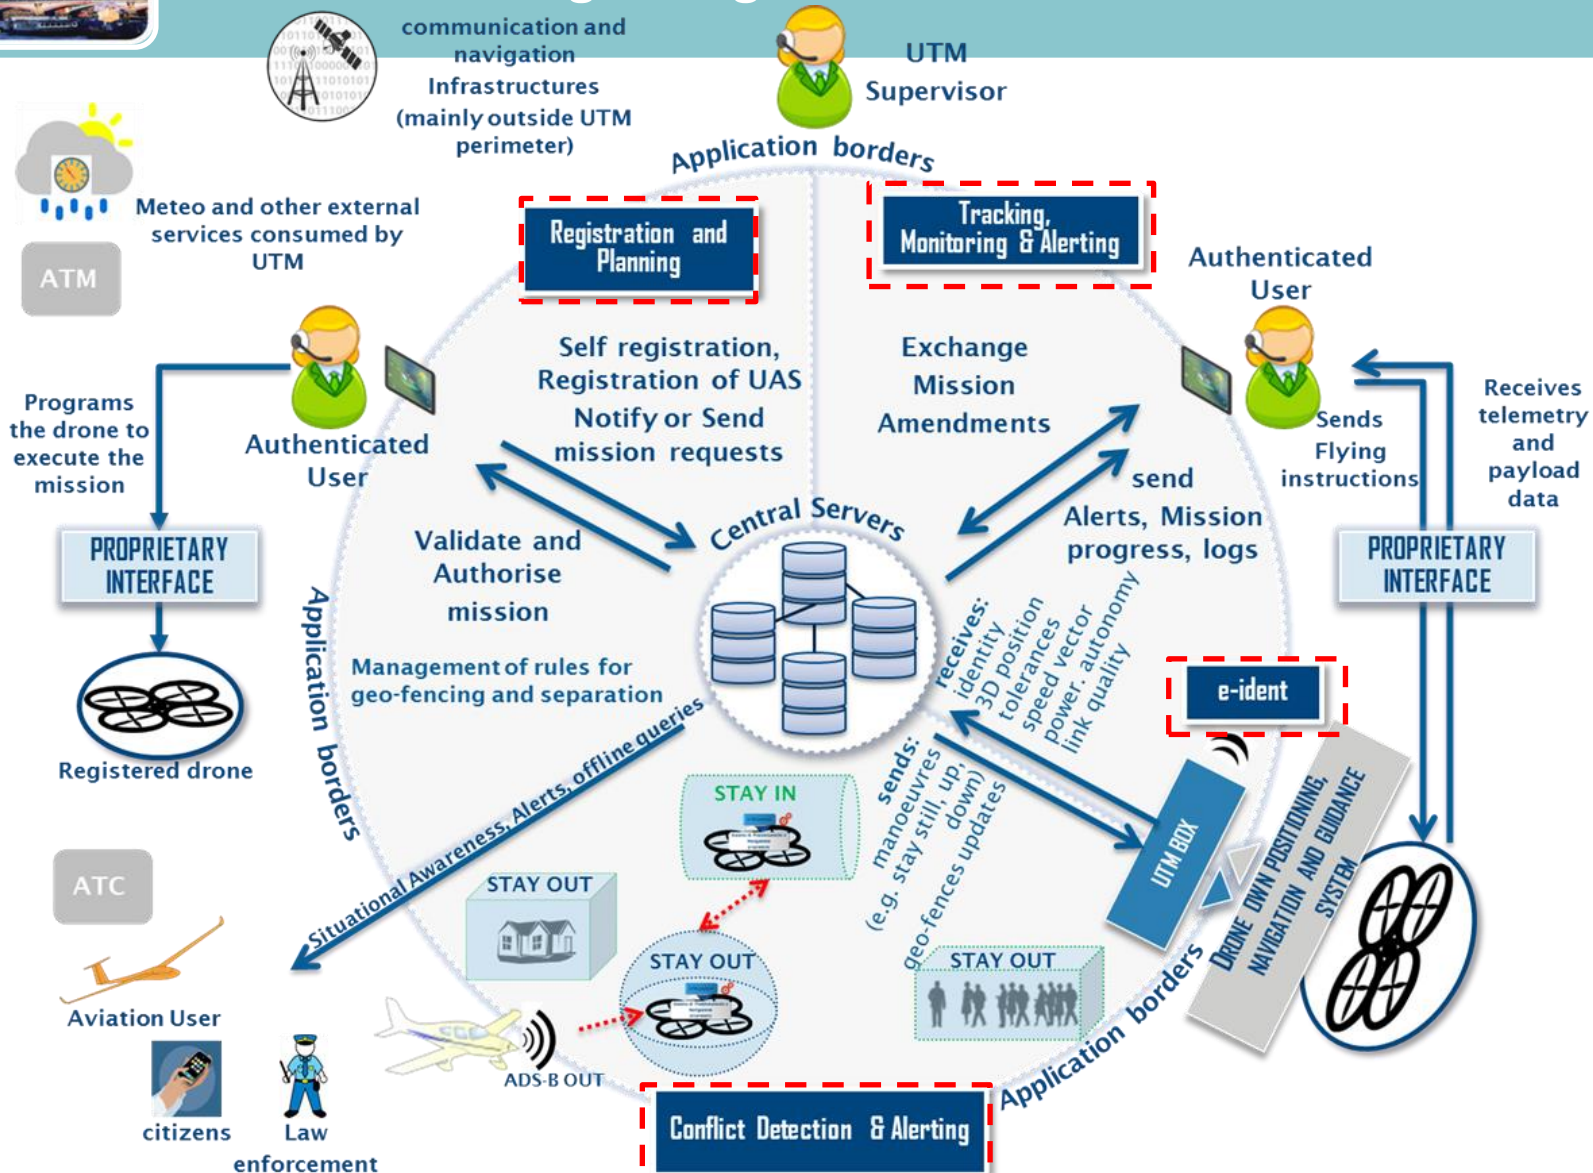 communication and
navigation
Infrastructures
(mainly outside UTM
perimeter)
UTM
Supervisor
Application borders
Meteo and other external
services consumed by
UTM
ATM
Registration and
Planning
Tracking,
Monitoring & Alerting
Authenticated
User
Self registration,
Registration of UAS
Notify or Send
mission requests
Exchange
Mission
Amendments
Programs
the drone to
execute the
mission
Authenticated
User
Sends
Flying
instructions
Receives
telemetry
and
payload
data
send
Alerts, Mission
progress, logs
Central Servers
Validate and
Authorise
mission
PROPRIETARY
INTERFACE
PROPRIETARY
INTERFACE
Application borders
Management of rules for
geo-fencing and separation
receives:
identity
3D position
tolerances
speed vector
power. autonomy
link quality
e-ident
Registered drone
sends:
manoeuvres
(e.g. stay still, up,
down)
geo-fences updates
UTM BOX
DRONE OWN POSITIONING,
NAVIGATION AND GUIDANCE
SYSTEM
Situational Awareness, Alerts, offline queries
STAY IN
ATC
STAY OUT
STAY OUT
STAY OUT
Aviation User
ADS-B OUT
Application borders
citizens
Law
enforcement
Conflict Detection & Alerting